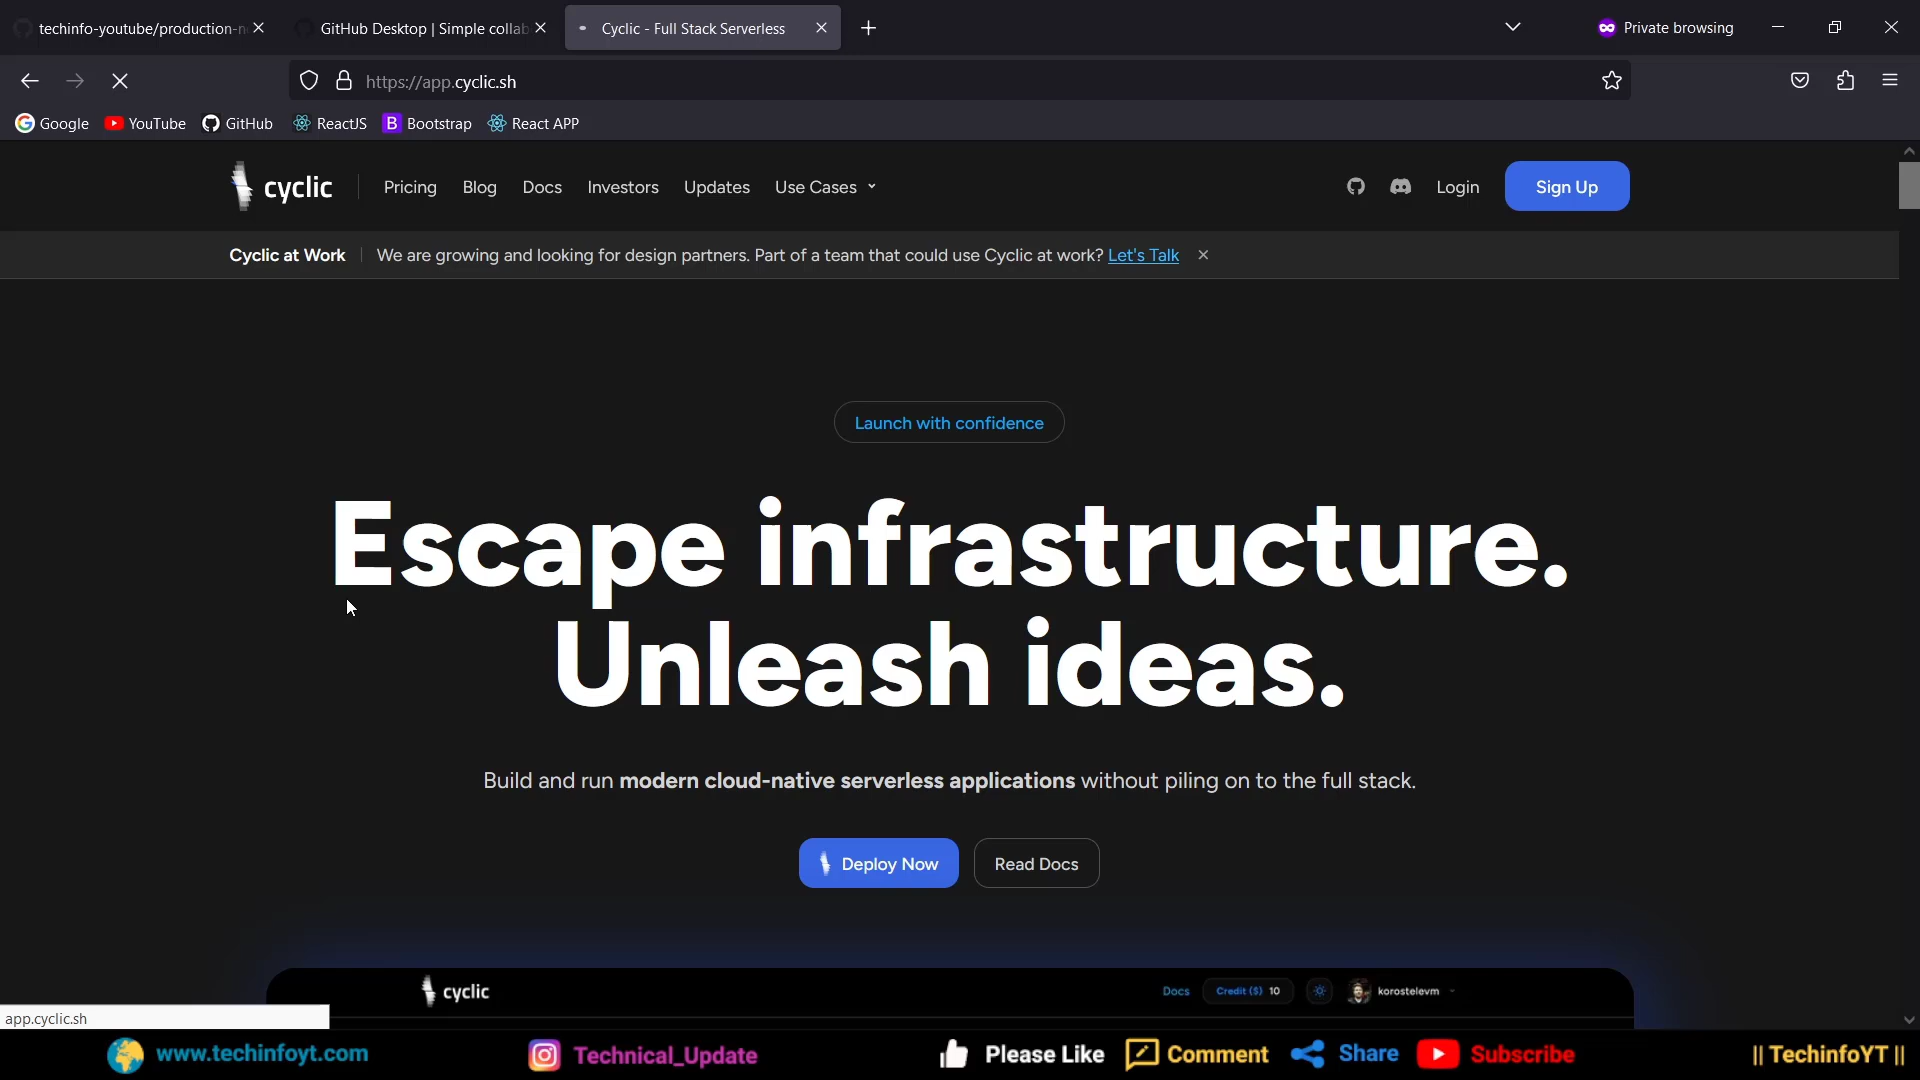 techinfo-youtube/production-n
GitHub Desktop | Simple collab
Cyclic - Full Stack Serverless
Private browsing
https://app.cyclic.sh
Google
YouTube
GitHub
ReactJS
B Bootstrap
React APP
cyclic
Pricing
Blog
Docs
Investors
Updates
Use Cases
Login
Sign Up
Cyclic at Work
We are growing and looking for design partners. Part of a team that could use Cyclic at work? Let's Talk
Launch with confidence
Escape infrastructure.
Unleash ideas.
Build and run modern cloud-native serverless applications without piling on to the full stack.
Deploy Now
Read Docs
cyclic
Docs
Credit ($) 10
korostelevm
app.cyclic.sh
www.techinfoyt.com
Technical_Update
Please Like
Comment
Share
Subscribe
|| TechinfoYT ||